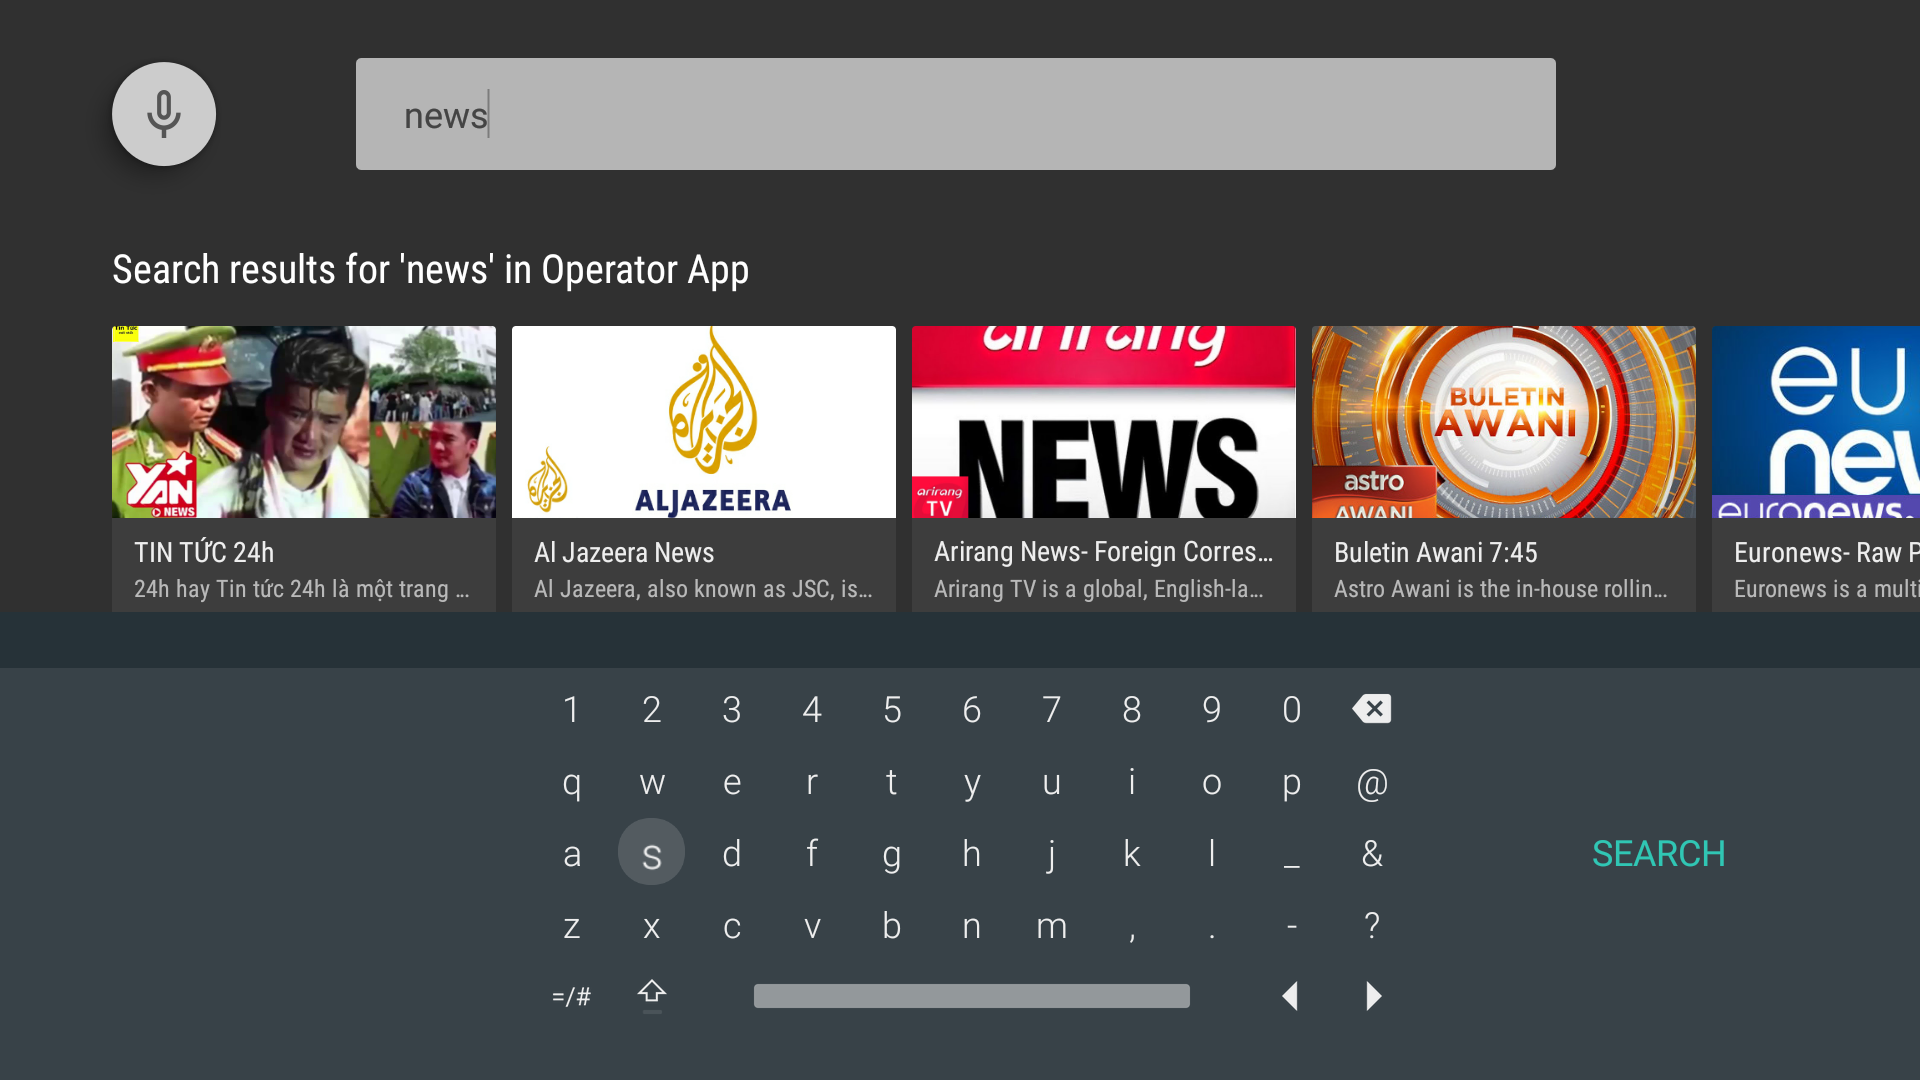 news
Search results for 'news' in Operator App
Tin Tức
YAN
NEWS
TIN TỨC 24h
24h hay Tin tức 24h là một trang ...
ALJAZEERA
Al Jazeera News
Al Jazeera, also known as JSC, is...
arirang
NEWS
arirang
TV
Arirang News- Foreign Corres...
Arirang TV is a global, English-la...
BULETIN
AWANI
astro
AWANI
Buletin Awani 7:45
Astro Awani is the in-house rollin...
eu
nev
euronews.
Euronews- Raw P
Euronews is a multi
1 2 3 4 5 6 7 8 9 0
q w e r t y u i o p @
a s d f g h j k l _ &
SEARCH
z x c v b n m , . - ?
=/#